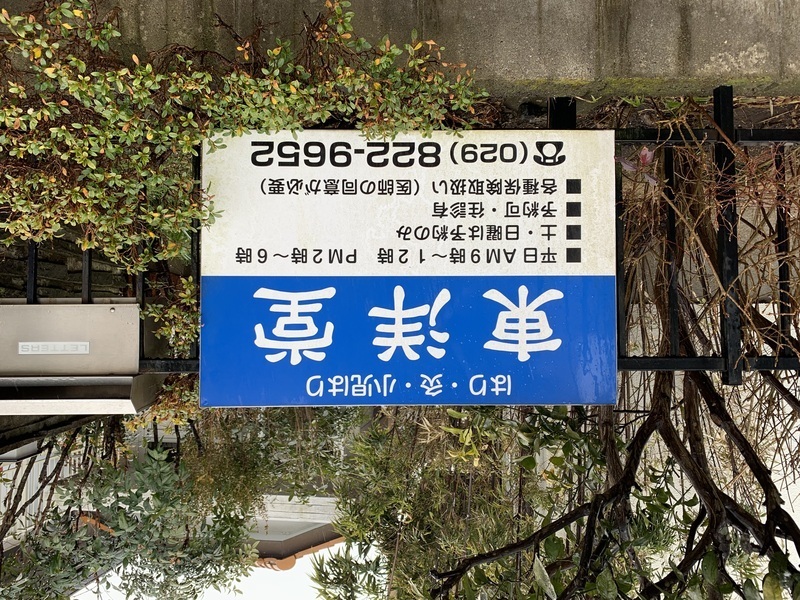 はり・灸・小児はり
東洋堂
■平日AM9時～12時 PM2時～6時
■土・日曜は予約のみ
■予約可・往診有
■各種保険取扱い（医師の同意が必要）
(029) 822-9652
LETTERS